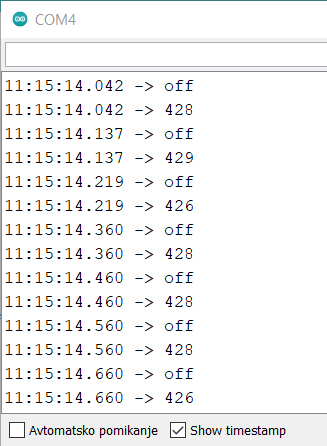 COM4
11:15:14.042 -> off
11:15:14.042 -> 428
11:15:14.137 -> off
11:15:14.137 -> 429
11:15:14.219 -> off
11:15:14.219 -> 426
11:15:14.360 -> off
11:15:14.360 -> 428
11:15:14.460 -> off
11:15:14.460 -> 428
11:15:14.560 -> off
11:15:14.560 -> 428
11:15:14.660 -> off
11:15:14.660 -> 426
Avtomatsko pomikanje Show timestamp